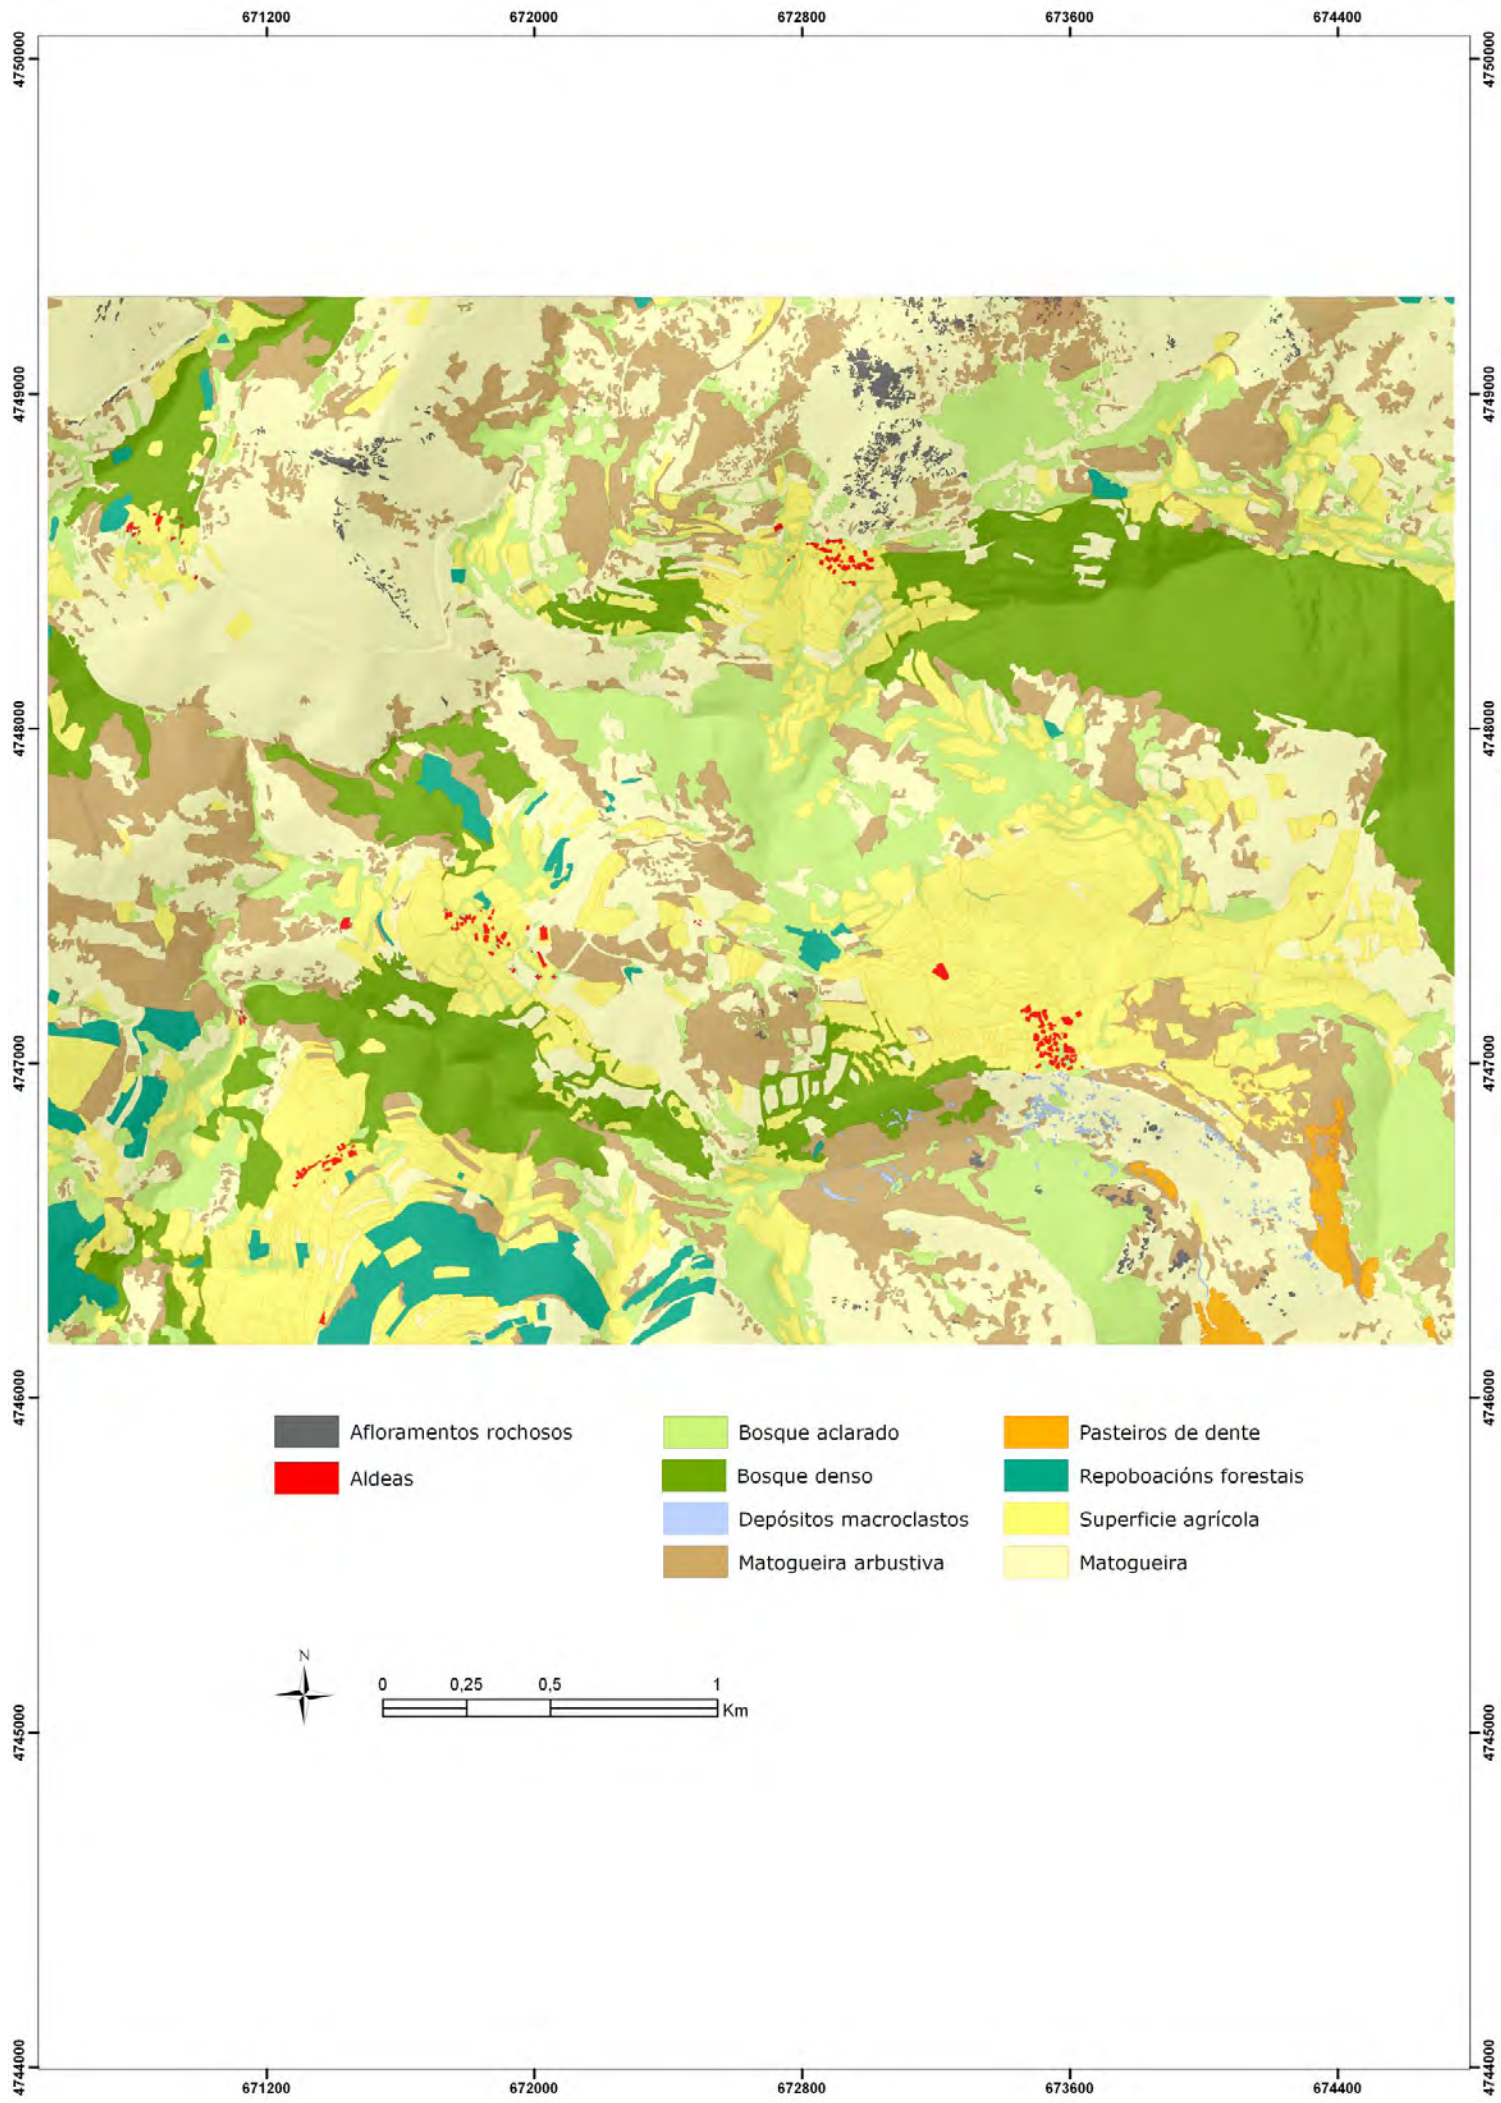 671200 672000 672800 673600 674400
4750000 4750000
4749000 4749000
4748000 4748000
4747000 4747000
4746000 4746000
Afloramentos rochosos Bosque aclarado Pasteiros de dente
Aldeas Bosque denso Repoboacións forestais
Depósitos macroclastos Superficie agrícola
Matogueira arbustiva Matogueira
N
0 0,25 0,5 1
Km
4745000 4745000
4744000 4744000
671200 672000 672800 673600 674400